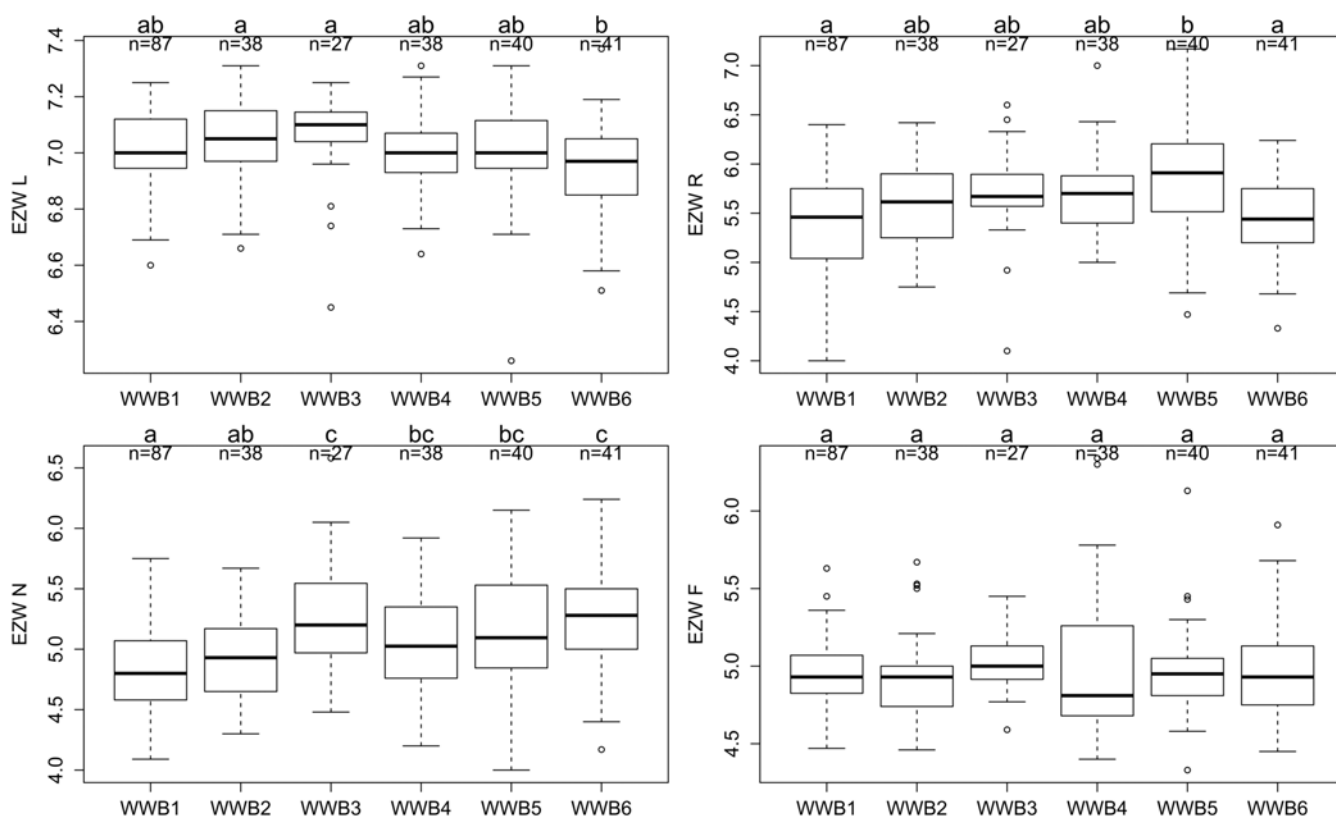 ab a a ab ab b
n=87 n=38 n=27 n=38 n=40 n=41
7.4
7.2
7.0
6.8
6.6
6.4
EZW L
WWB1 WWB2 WWB3 WWB4 WWB5 WWB6
a ab ab ab b a
n=87 n=38 n=27 n=38 n=40 n=41
7.0
6.5
6.0
5.5
5.0
4.5
4.0
EZW R
WWB1 WWB2 WWB3 WWB4 WWB5 WWB6
a ab c bc bc c
n=87 n=38 n=27 n=38 n=40 n=41
6.5
6.0
5.5
5.0
4.5
4.0
EZW N
WWB1 WWB2 WWB3 WWB4 WWB5 WWB6
a a a a a a
n=87 n=38 n=27 n=38 n=40 n=41
6.0
5.5
5.0
4.5
EZW F
WWB1 WWB2 WWB3 WWB4 WWB5 WWB6